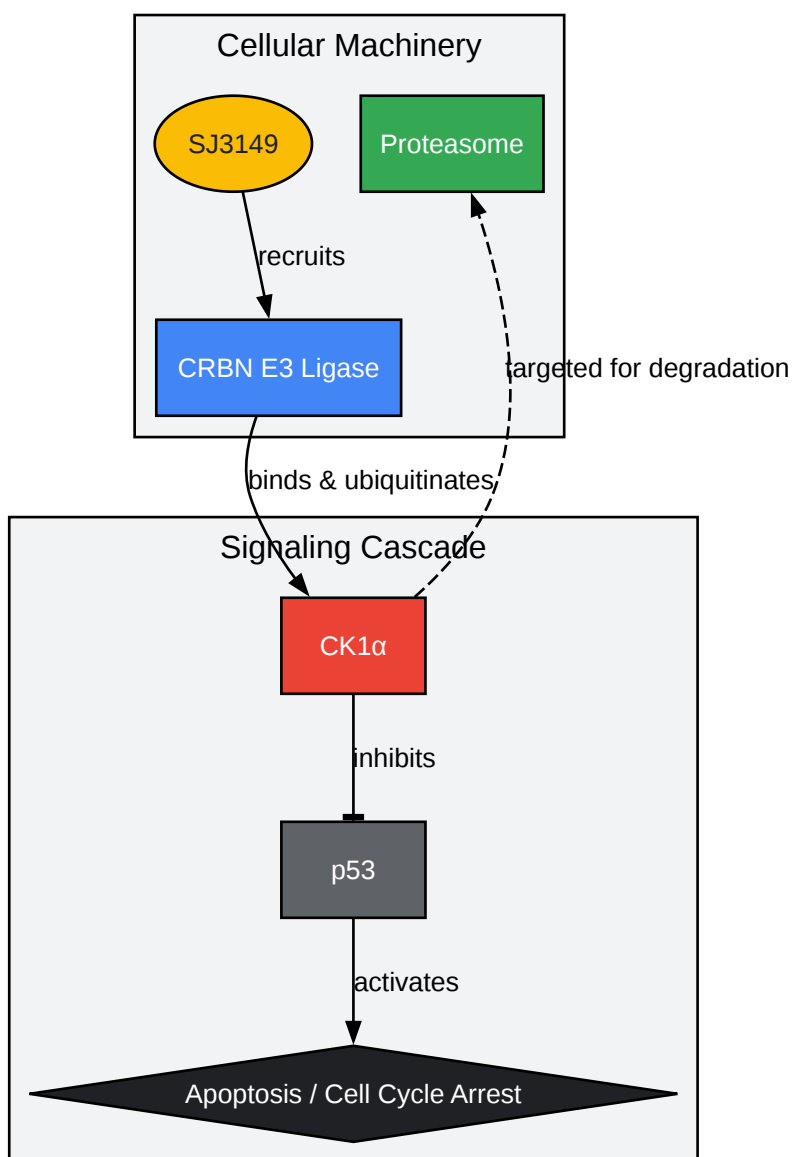 Cellular Machinery
SJ3149
Proteasome
recruits
CRBN E3 Ligase
targeted for degradation
binds & ubiquitinates
Signaling Cascade
CK1α
inhibits
p53
activates
Apoptosis / Cell Cycle Arrest